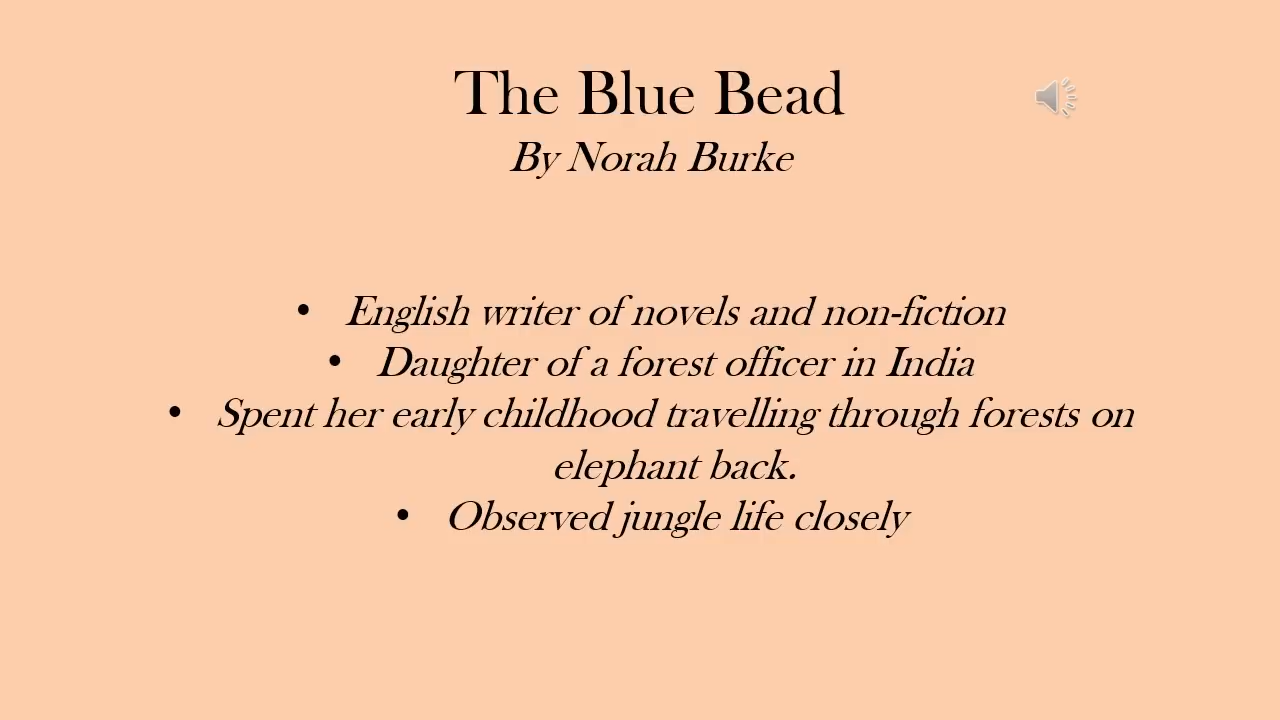 The Blue Bead
By Norah Burke
• English writer of novels and non-fiction
• Daughter of a forest officer in India
• Spent her early childhood travelling through forests on
elephant back.
• Observed jungle life closely